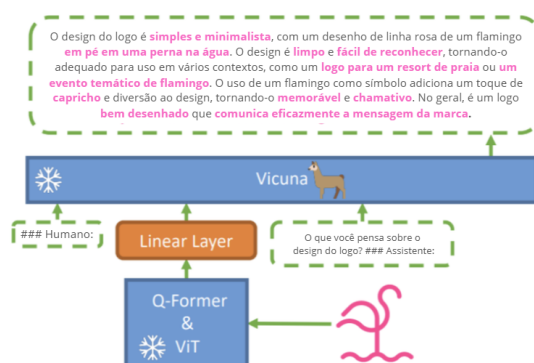 O design do logo é simples e minimalista, com um desenho de linha rosa de um flamingo
em pé em uma perna na água. O design é limpo e fácil de reconhecer, tornando-o
adequado para uso em vários contextos, como um logo para um resort de praia ou um
evento temático de flamingo. O uso de um flamingo como símbolo adiciona um toque de
capricho e diversão ao design, tornando-o memorável e chamativo. No geral, é um logo
bem desenhado que comunica eficazmente a mensagem da marca.
Vicuna
### Humano:
Linear Layer
O que você pensa sobre o
design do logo? ### Assistente:
Q-Former
&
ViT